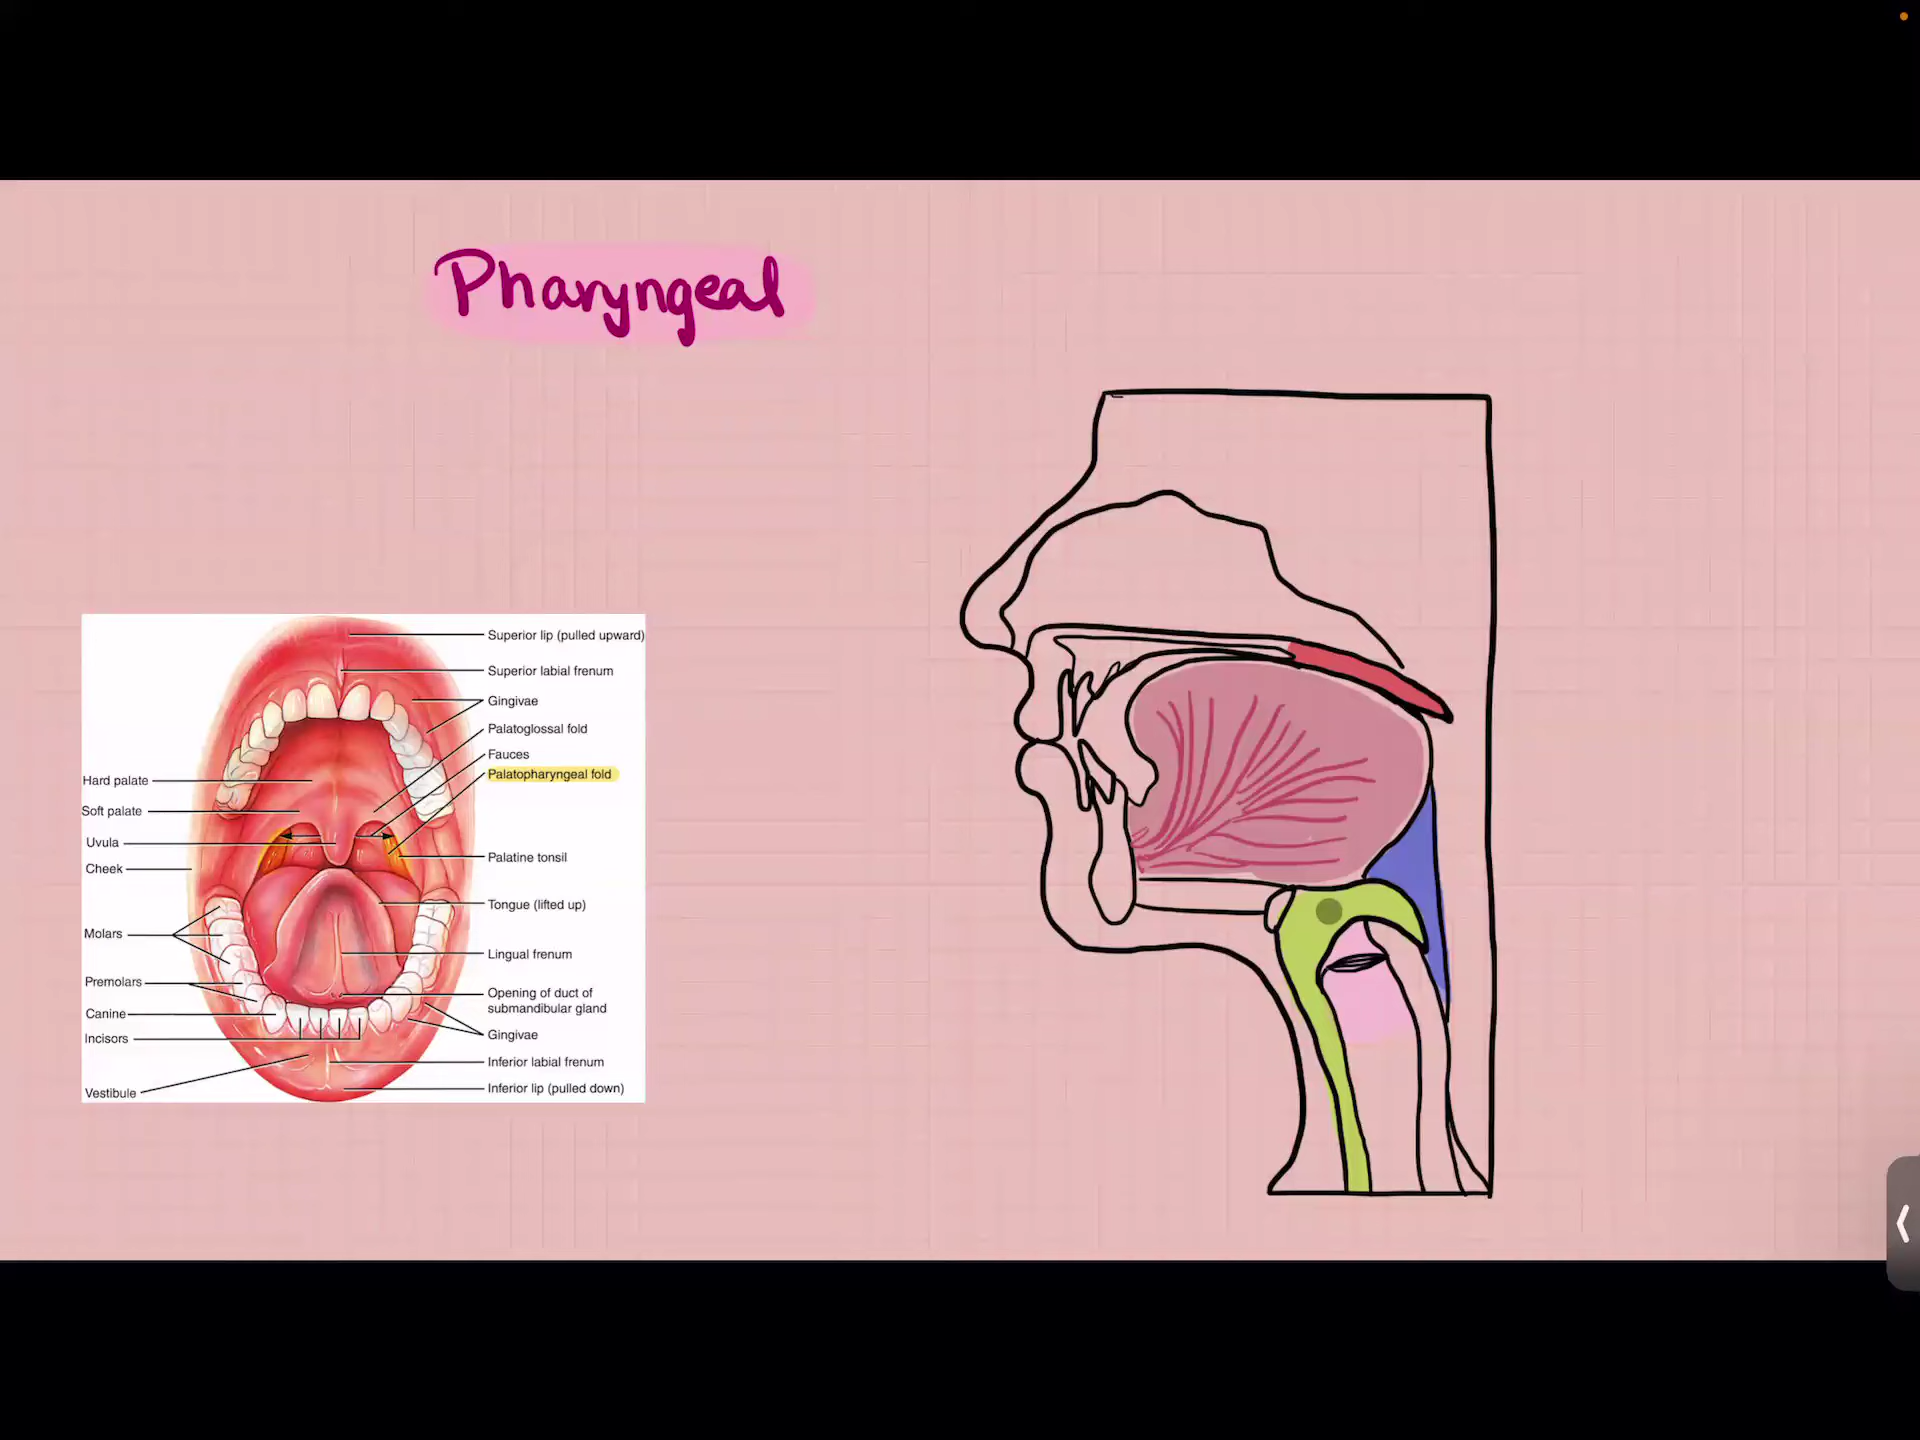 Pharyngeal
Superior lip (pulled upward)
Superior labial frenum
Gingivae
Palatoglossal fold
Fauces
Palatopharyngeal fold
Hard palate
Soft palate
Uvula
Cheek
Palatine tonsil
Tongue (lifted up)
Molars
Lingual frenum
Premolars
Opening of duct of
submandibular gland
Canine
Incisors
Gingivae
Inferior labial frenum
Vestibule
Inferior lip (pulled down)